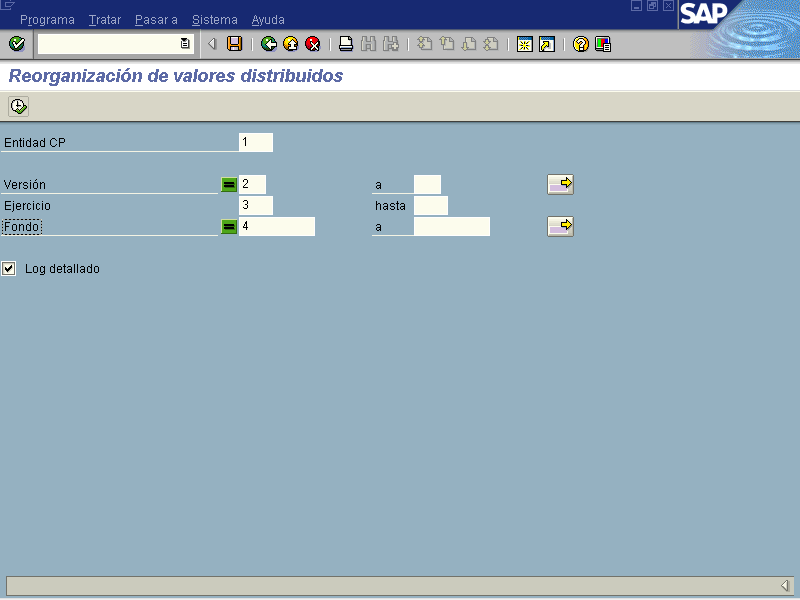 Programa Tratar Pasar a Sistema Ayuda
SAP
Reorganización de valores distribuidos
Entidad CP 1
Versión 2 a
Ejercicio 3 hasta
Fondo 4 a
Log detallado